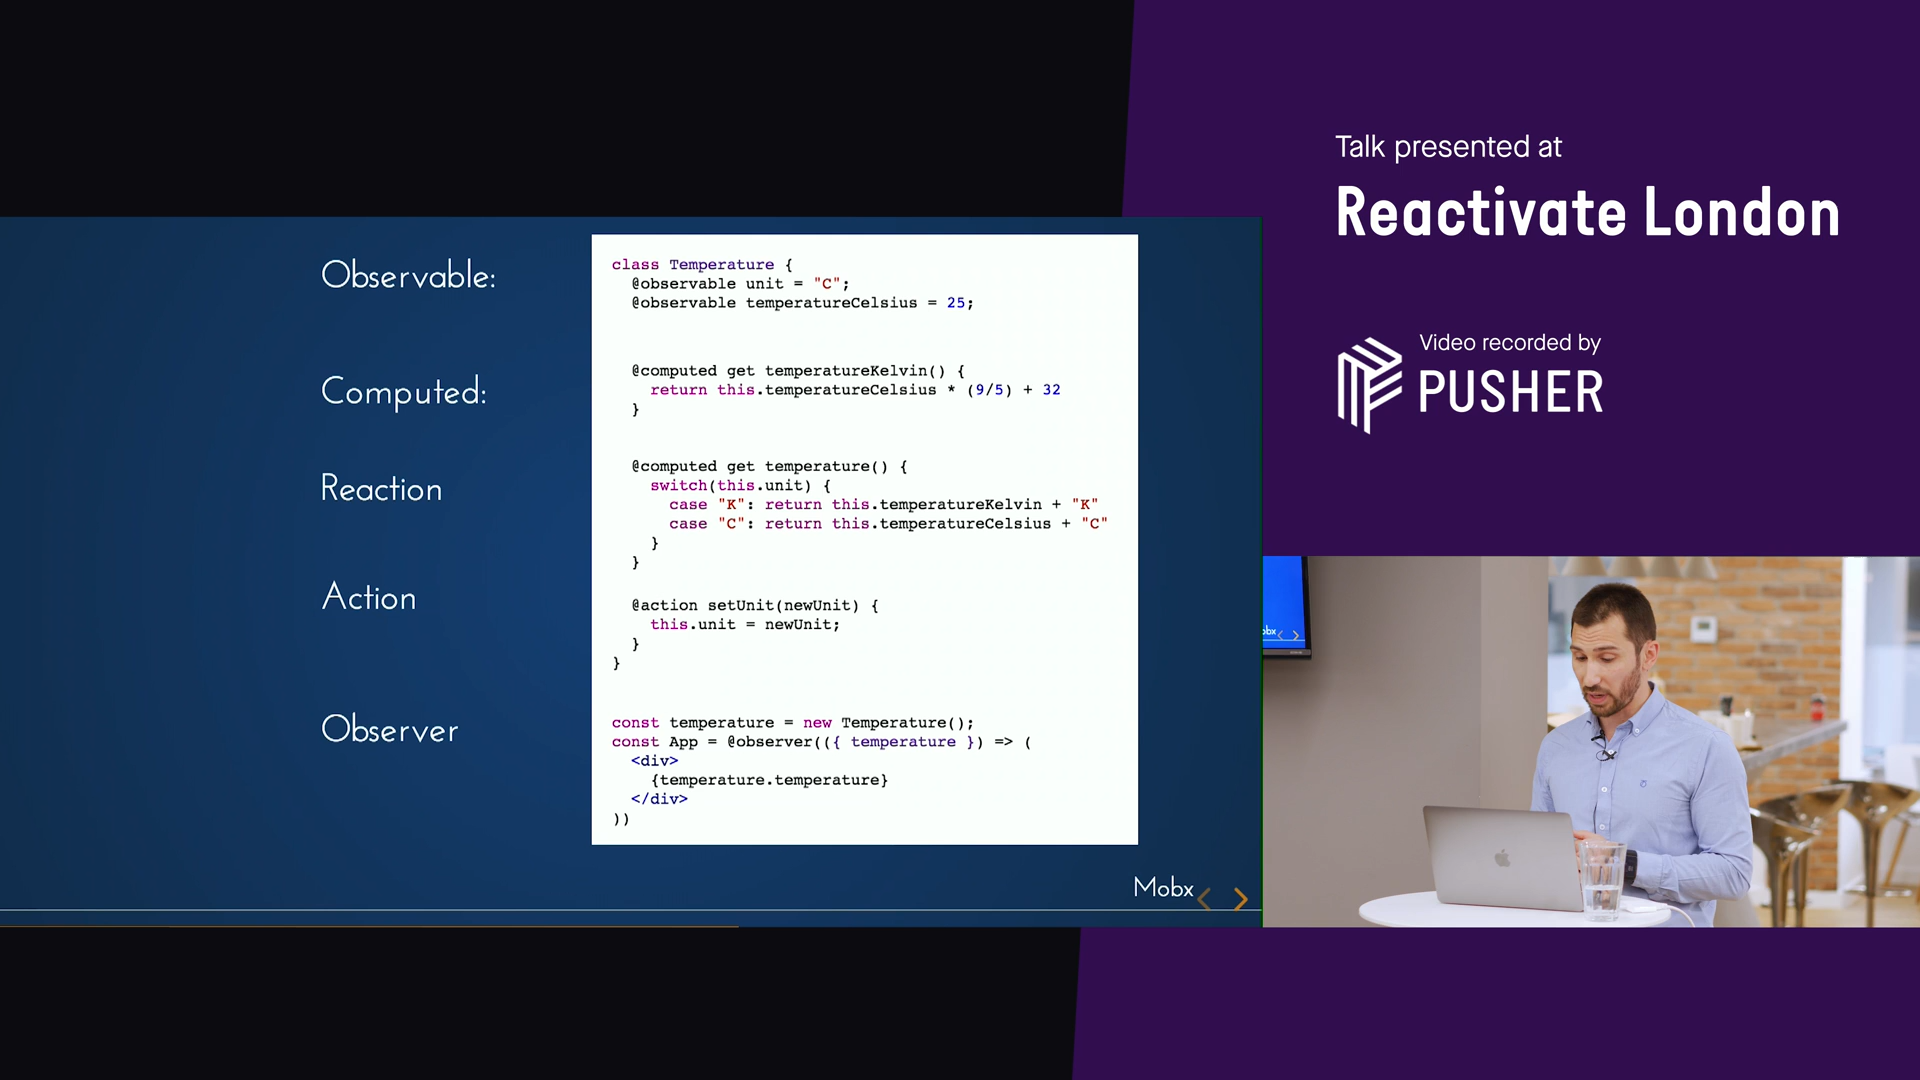 Talk presented at
Reactivate London
Video recorded by
PUSHER
Observable:
Computed:
Reaction
Action
Observer
class Temperature {
@observable unit = "C";
@observable temperatureCelsius = 25;
@computed get temperatureKelvin() {
return this.temperatureCelsius * (9/5) + 32
}
@computed get temperature() {
switch(this.unit) {
case "K": return this.temperatureKelvin + "K"
case "C": return this.temperatureCelsius + "C"
}
}
@action setUnit(newUnit) {
this.unit = newUnit;
}
}
const temperature = new Temperature();
const App = @observer(({ temperature }) => (
<div>
{temperature.temperature}
</div>
))
Mobx